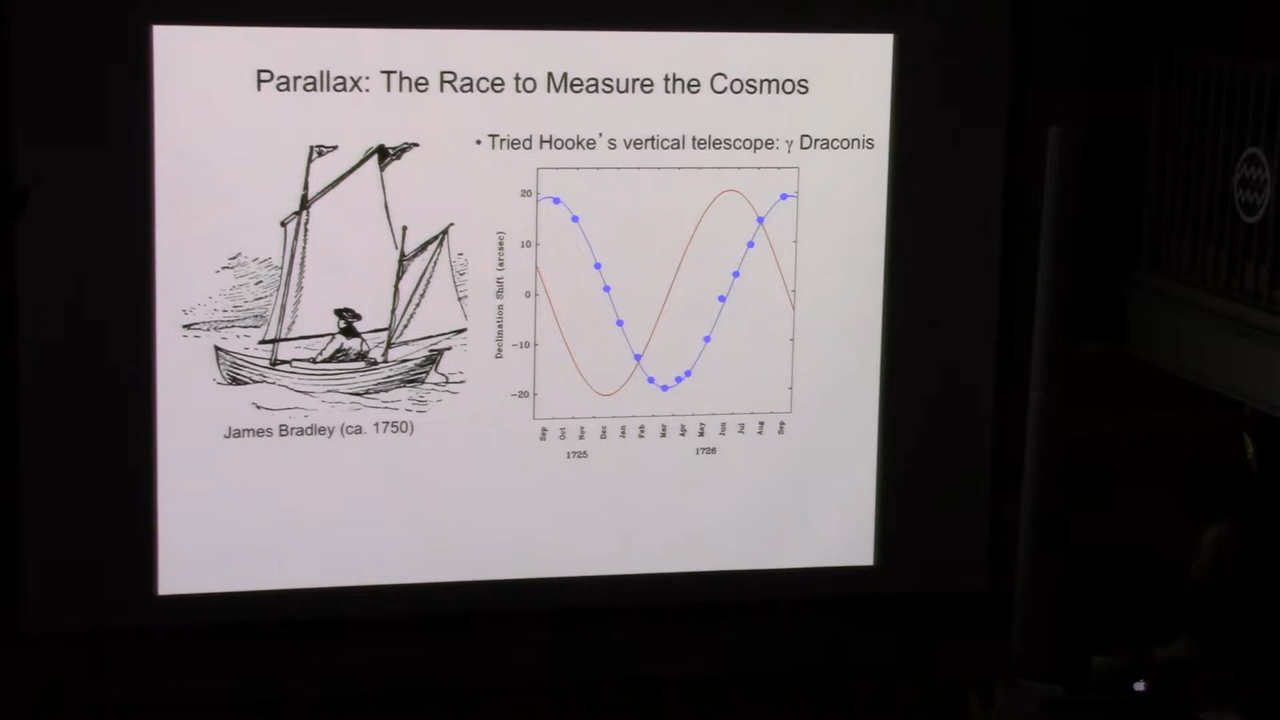 Parallax: The Race to Measure the Cosmos
• Tried Hooke's vertical telescope: γ Draconis
20
10
0
-10
-20
Declination Shift (arcsec)
Sep Oct Nov Dec Jan Feb Mar Apr May Jun Jul Aug Sep
1725 1726
James Bradley (ca. 1750)